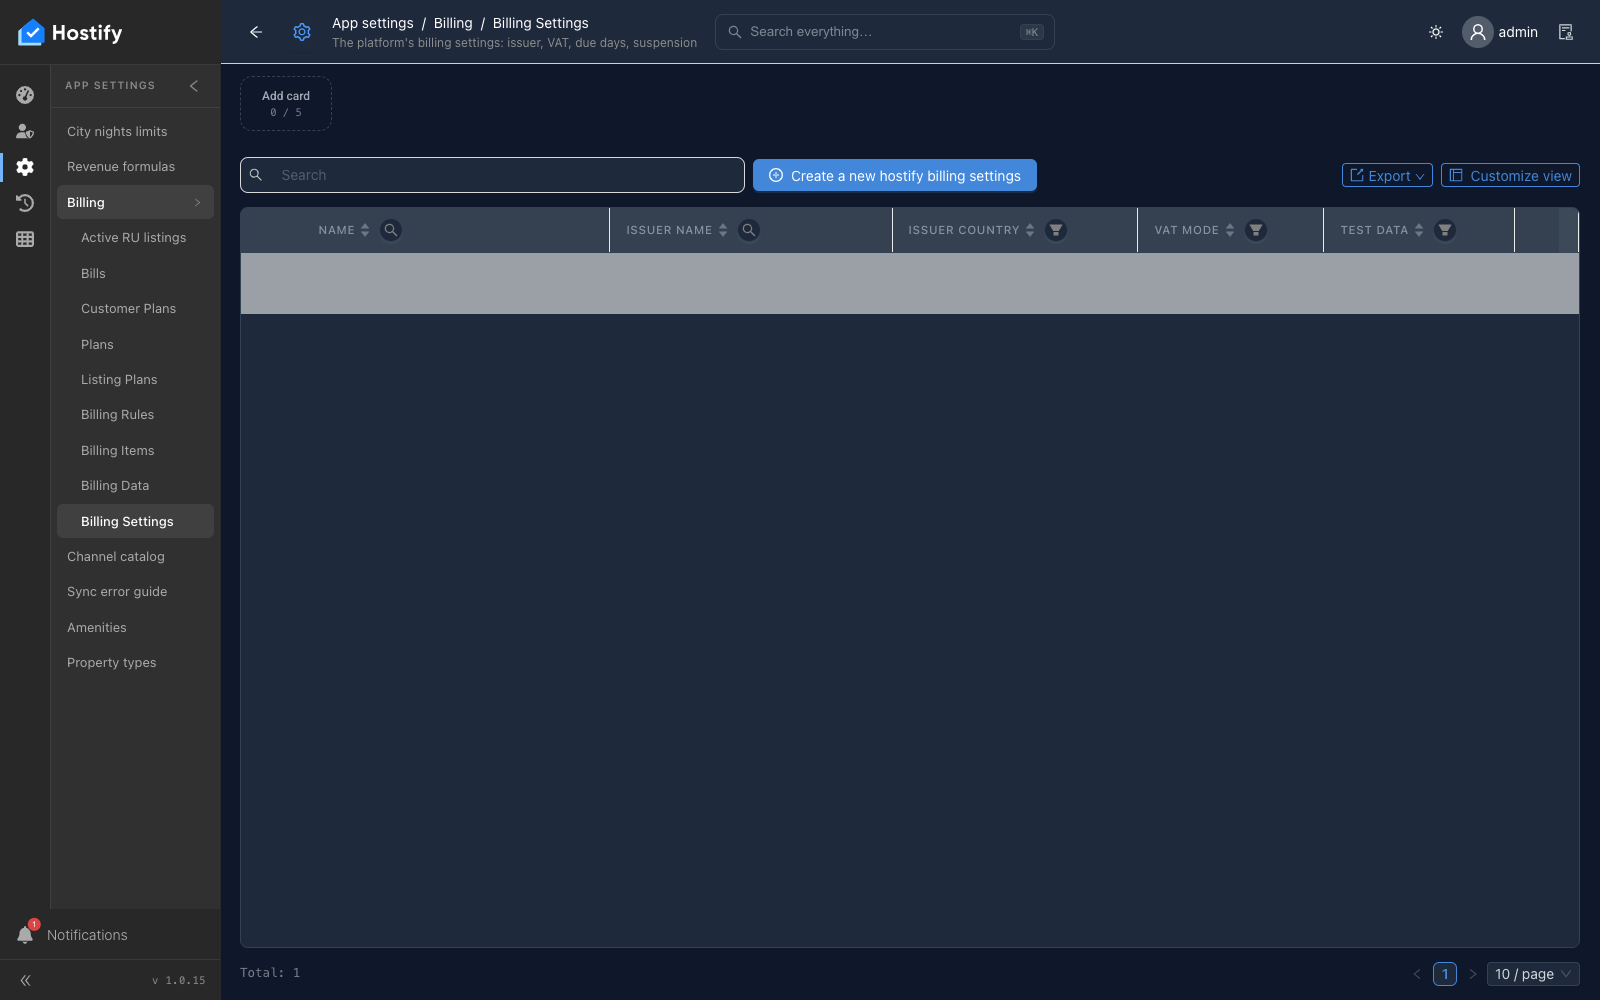 Hostify
App settings / Billing / Billing Settings
The platform's billing settings: issuer, VAT, due days, suspension
Search everything...
⌘K
admin
APP SETTINGS
City nights limits
Revenue formulas
Billing
Active RU listings
Bills
Customer Plans
Plans
Listing Plans
Billing Rules
Billing Items
Billing Data
Billing Settings
Channel catalog
Sync error guide
Amenities
Property types
1
Notifications
v 1.0.15
Add card
0 / 5
Search
Create a new hostify billing settings
Export
Customize view
NAME
ISSUER NAME
ISSUER COUNTRY
VAT MODE
TEST DATA
Total: 1
1
10 / page